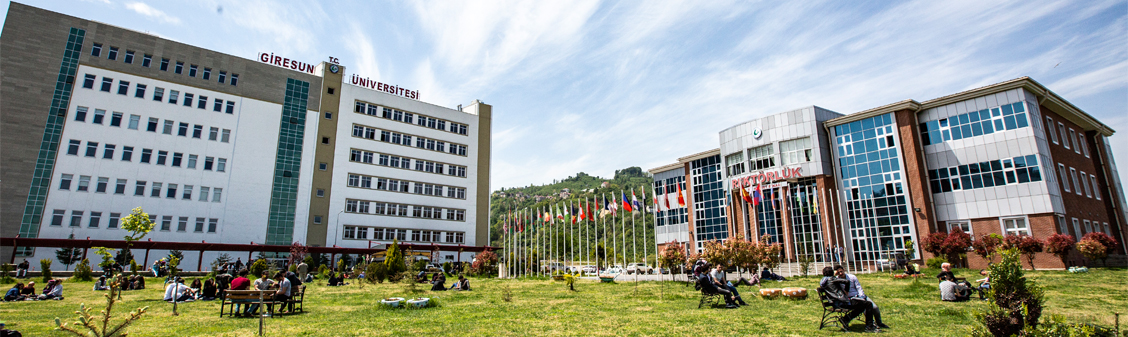 T.C.
GİRESUN ÜNİVERSİTESİ
REKTÖRLÜK